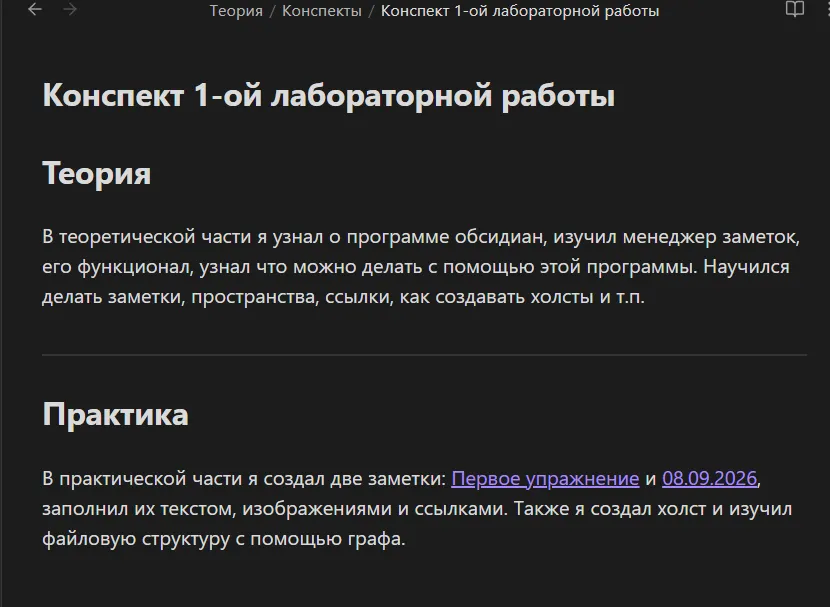 Теория / Конспекты / Конспект 1-ой лабораторной работы
Конспект 1-ой лабораторной работы
Теория
В теоретической части я узнал о программе обсидиан, изучил менеджер заметок,
его функционал, узнал что можно делать с помощью этой программы. Научился
делать заметки, пространства, ссылки, как создавать холсты и т.п.
Практика
В практической части я создал две заметки: Первое упражнение и 08.09.2026,
заполнил их текстом, изображениями и ссылками. Также я создал холст и изучил
файловую структуру с помощью графа.